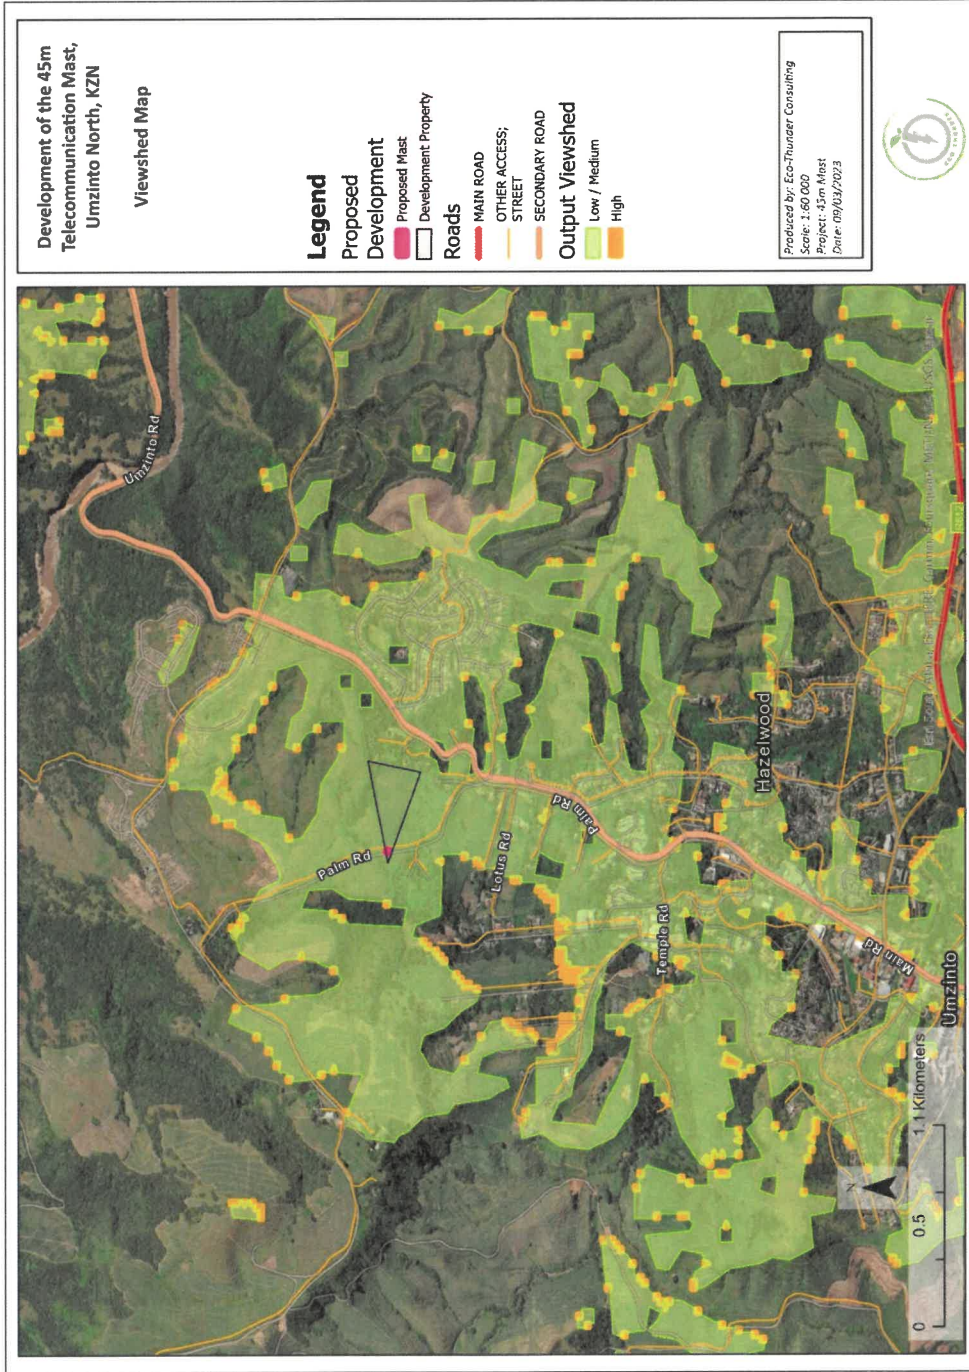 Development of the 45m
Telecommunication Mast,
Umzinto North, KZN
Viewshed Map
Legend
Proposed
Development
Proposed Mast
Development Property
Roads
MAIN ROAD
OTHER ACCESS;
STREET
SECONDARY ROAD
Output Viewshed
Low / Medium
High
Produced by: Eco-Thunder Consulting
Scale: 1:60 000
Project: 45m Mast
Date: 09/03/2023
ECO THUNDER
Umzinto Rd
Palm Rd
Lotus Rd
Palm Rd
Temple Rd
Hazelwood
Main Rd
Umzinto
R612
N
0
0.5
1.1 Kilometers